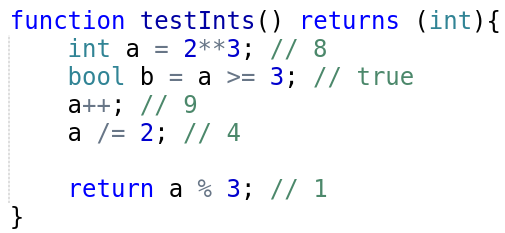 function testInts() returns (int){
    int a = 2**3; // 8
    bool b = a >= 3; // true
    a++; // 9
    a /= 2; // 4

    return a % 3; // 1
}